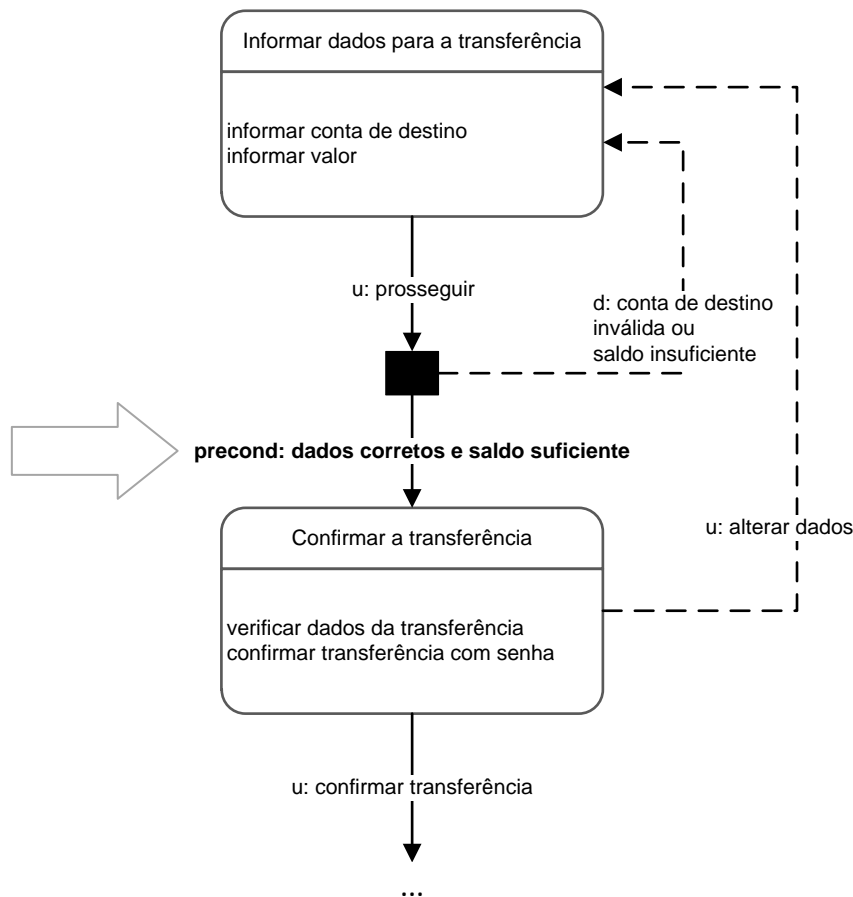 Informar dados para a transferência
informar conta de destino
informar valor
u: prosseguir
d: conta de destino
inválida ou
saldo insuficiente
precond: dados corretos e saldo suficiente
Confirmar a transferência
u: alterar dados
verificar dados da transferência
confirmar transferência com senha
u: confirmar transferência
...